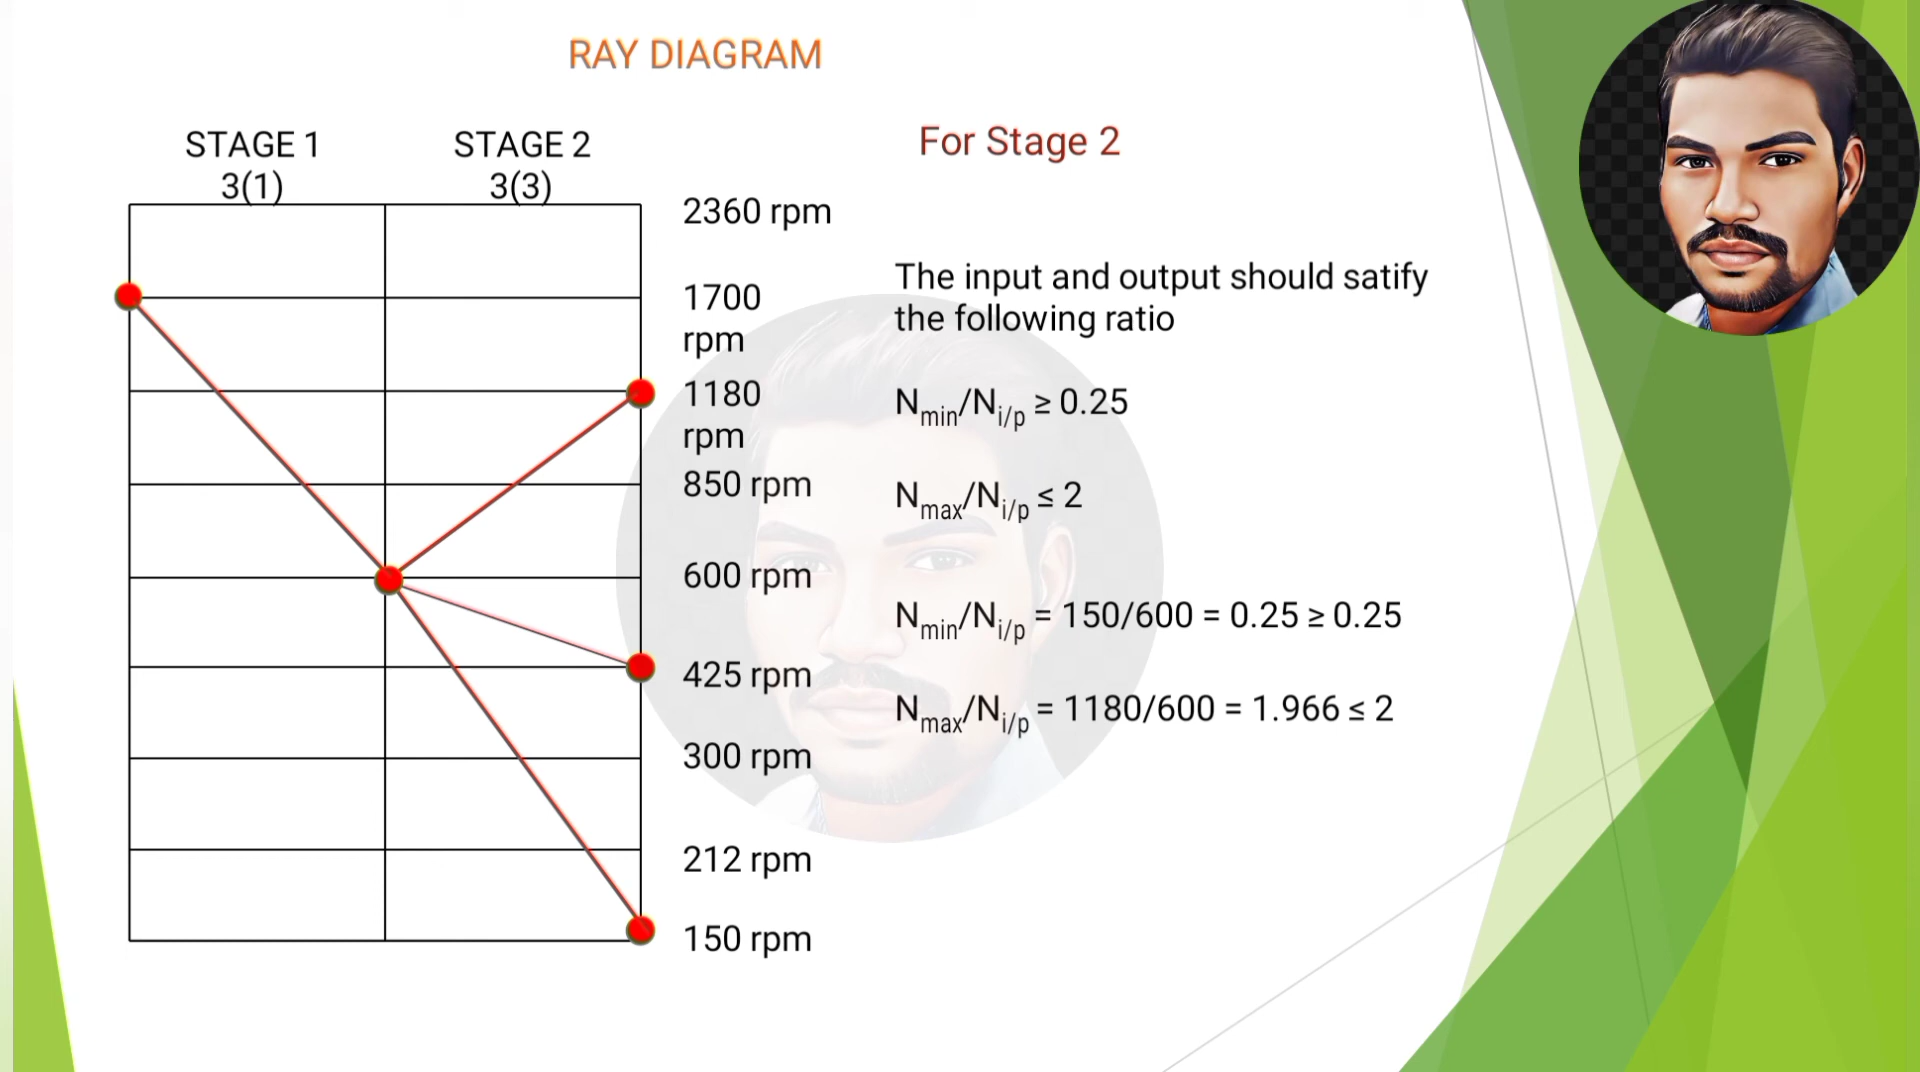 RAY DIAGRAM
STAGE 1
3(1)
STAGE 2
3(3)
2360 rpm
1700
rpm
1180
rpm
850 rpm
600 rpm
425 rpm
300 rpm
212 rpm
150 rpm
For Stage 2
The input and output should satify
the following ratio
Nmin/Ni/p ≥ 0.25
Nmax/Ni/p ≤ 2
Nmin/Ni/p = 150/600 = 0.25 ≥ 0.25
Nmax/Ni/p = 1180/600 = 1.966 ≤ 2